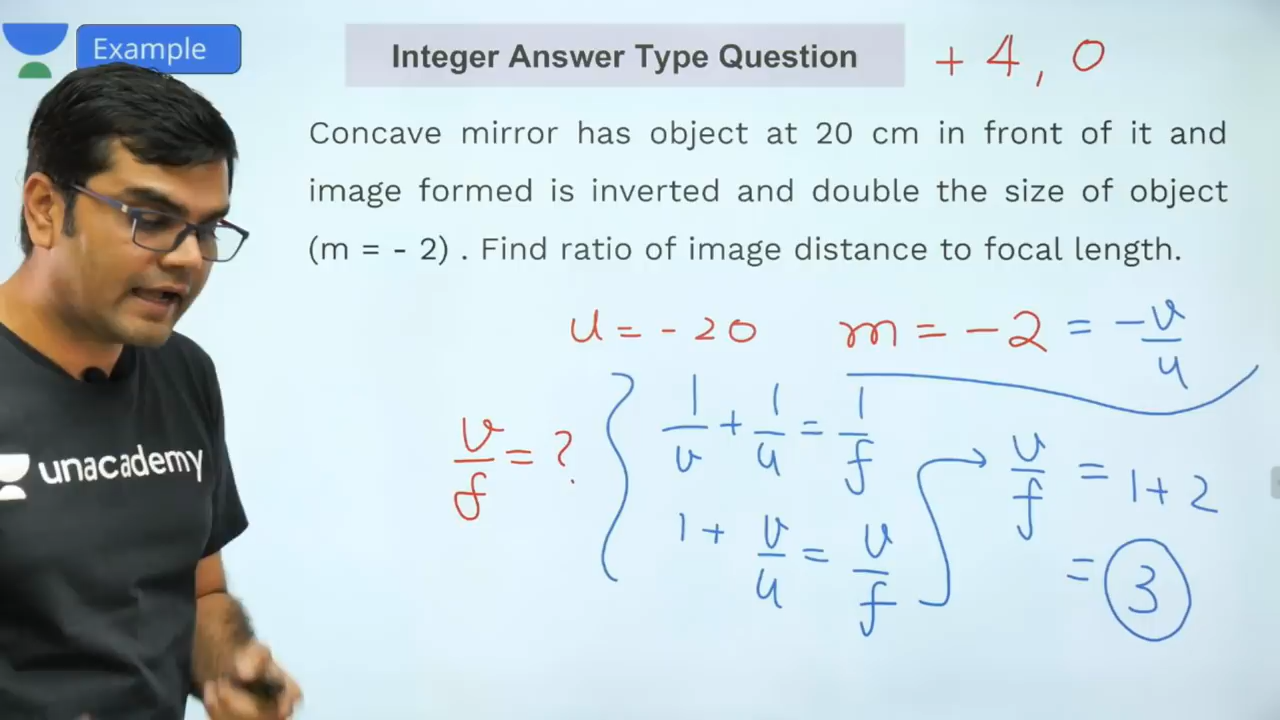 Example
Integer Answer Type Question
+ 4, 0
Concave mirror has object at 20 cm in front of it and
image formed is inverted and double the size of object
(m = - 2) . Find ratio of image distance to focal length.
u = - 20
m = - 2 = -v/u
v/f = ?
1/v + 1/u = 1/f
1 + v/u = v/f
v/f = 1 + 2
= 3
unacademy